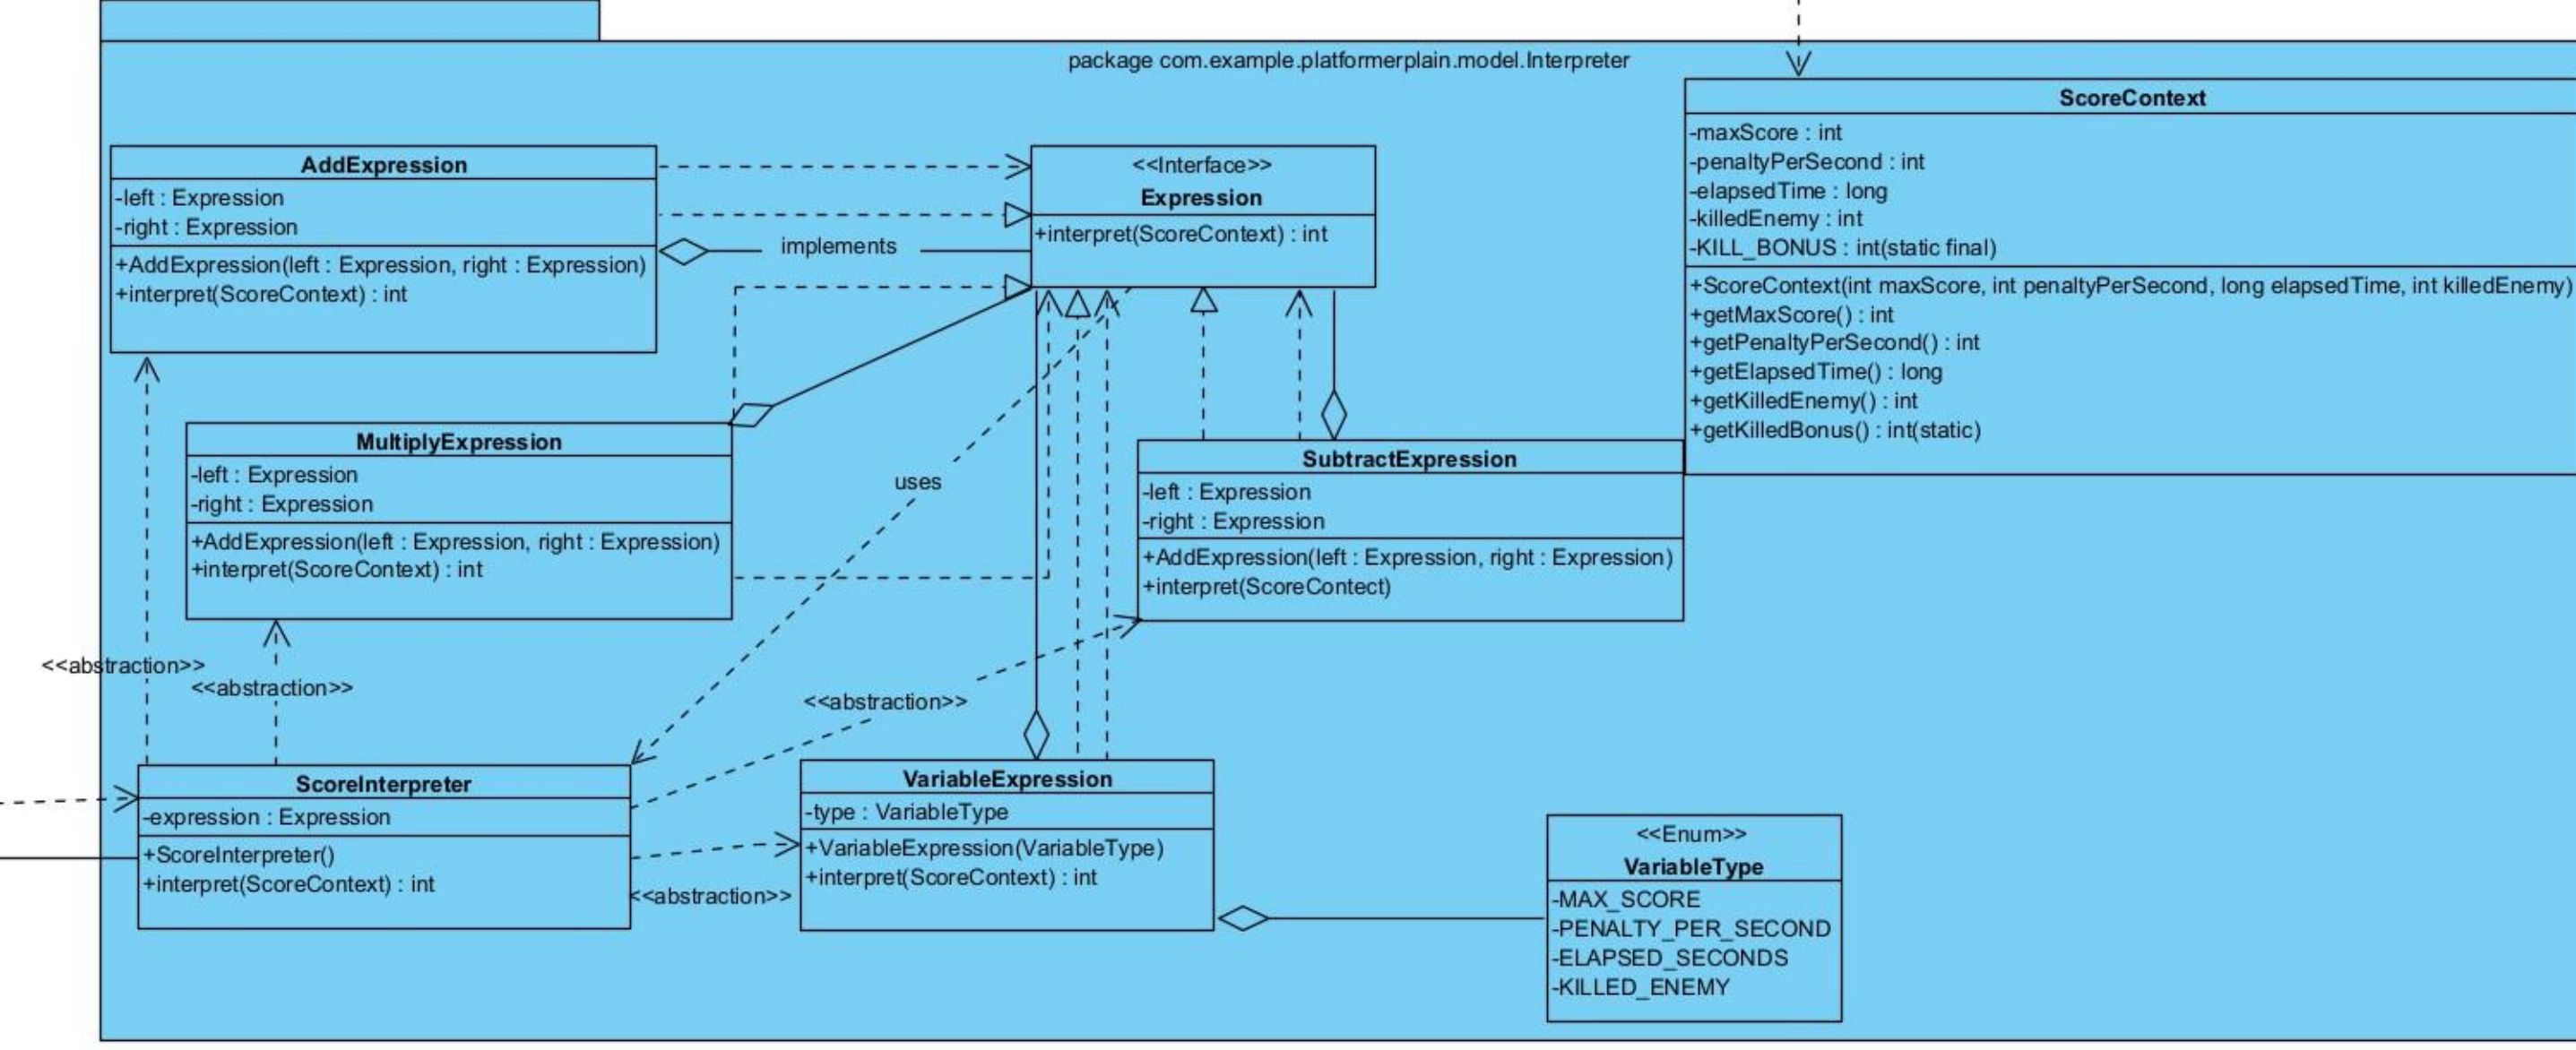 package com.example.platformerplain.model.Interpreter
ScoreContext
-maxScore : int
-penaltyPerSecond : int
-elapsedTime : long
-killedEnemy : int
-KILL_BONUS : int(static final)
+ScoreContext(int maxScore, int penaltyPerSecond, long elapsedTime, int killedEnemy)
+getMaxScore() : int
+getPenaltyPerSecond() : int
+getElapsedTime() : long
+getKilledEnemy() : int
+getKilledBonus() : int(static)
AddExpression
-left : Expression
-right : Expression
+AddExpression(left : Expression, right : Expression)
+interpret(ScoreContext) : int
implements
<<Interface>>
Expression
+interpret(ScoreContext) : int
MultiplyExpression
-left : Expression
-right : Expression
+AddExpression(left : Expression, right : Expression)
+interpret(ScoreContext) : int
uses
SubtractExpression
-left : Expression
-right : Expression
+AddExpression(left : Expression, right : Expression)
+interpret(ScoreContect)
<<abstraction>>
<<abstraction>>
<<abstraction>>
ScoreInterpreter
-expression : Expression
+ScoreInterpreter()
+interpret(ScoreContext) : int
<<abstraction>>
VariableExpression
-type : VariableType
+VariableExpression(VariableType)
+interpret(ScoreContext) : int
<<Enum>>
VariableType
-MAX_SCORE
-PENALTY_PER_SECOND
-ELAPSED_SECONDS
-KILLED_ENEMY